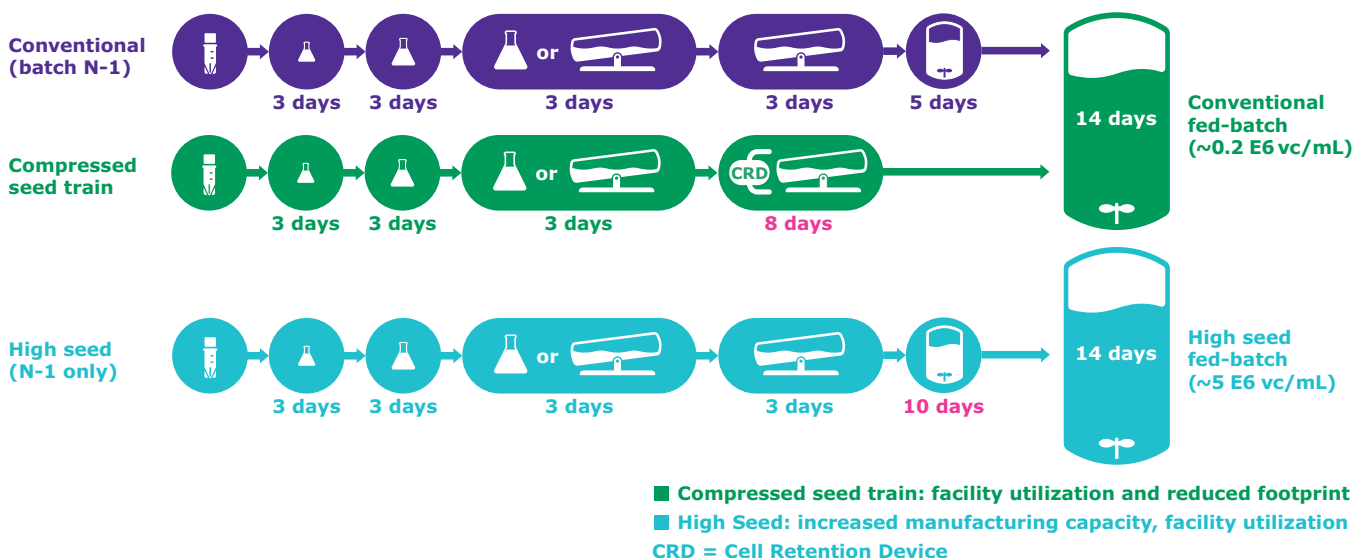 Conventional
(batch N-1)
or
3 days
3 days
3 days
3 days
5 days
14 days
Conventional
fed-batch
(~0.2 E6 vc/mL)
Compressed
seed train
or
CRD
3 days
3 days
3 days
8 days
High seed
(N-1 only)
or
3 days
3 days
3 days
3 days
10 days
14 days
High seed
fed-batch
(~5 E6 vc/mL)
Compressed seed train: facility utilization and reduced footprint
High Seed: increased manufacturing capacity, facility utilization
CRD = Cell Retention Device